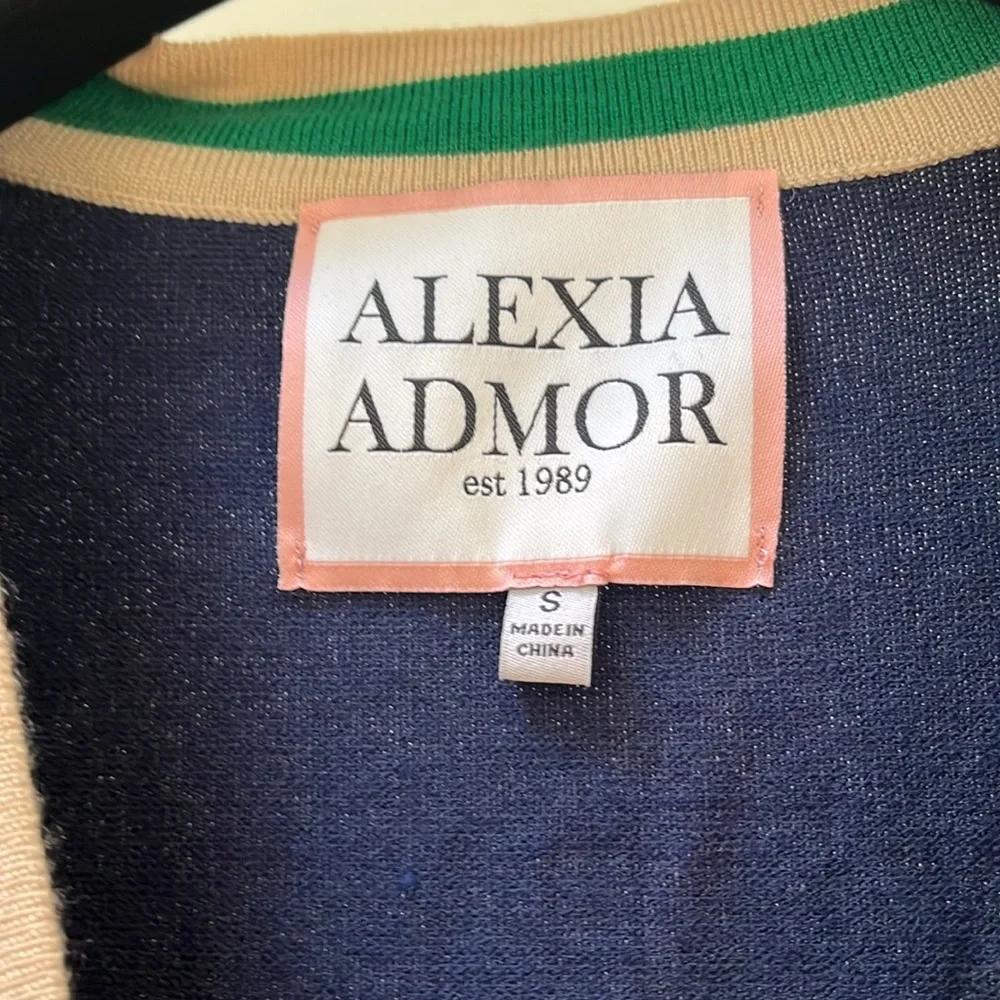 ALEXIA
ADMOR
est 1989
S
MADE IN
CHINA